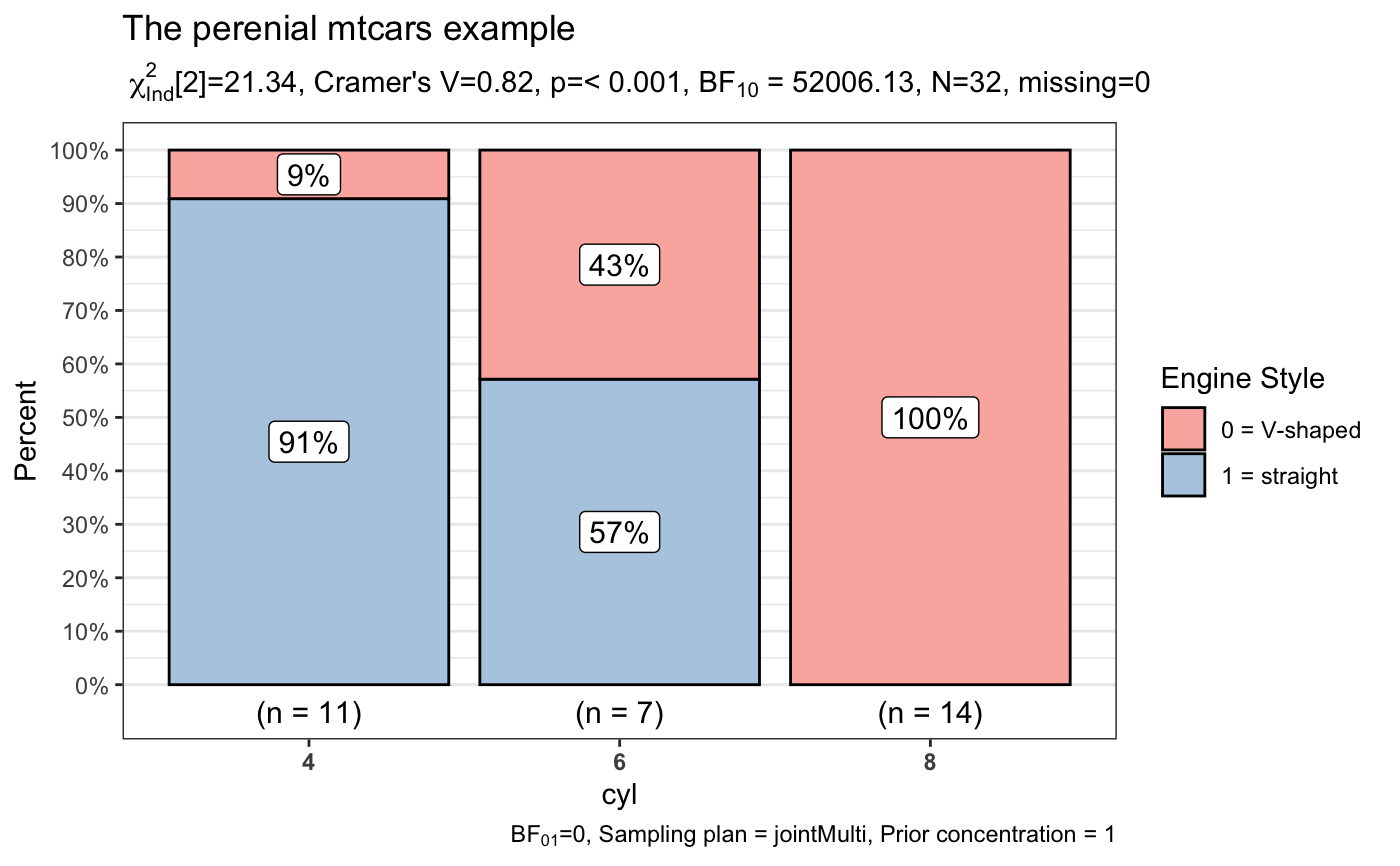 The perenial mtcars example
χ²Ind[2]=21.34, Cramer's V=0.82, p=< 0.001, BF₁₀ = 52006.13, N=32, missing=0
100%
90%
80%
70%
60%
50%
40%
30%
20%
10%
0%
Percent
9%
91%
43%
57%
100%
(n = 11)
(n = 7)
(n = 14)
4
6
8
cyl
Engine Style
0 = V-shaped
1 = straight
BF₀₁=0, Sampling plan = jointMulti, Prior concentration = 1